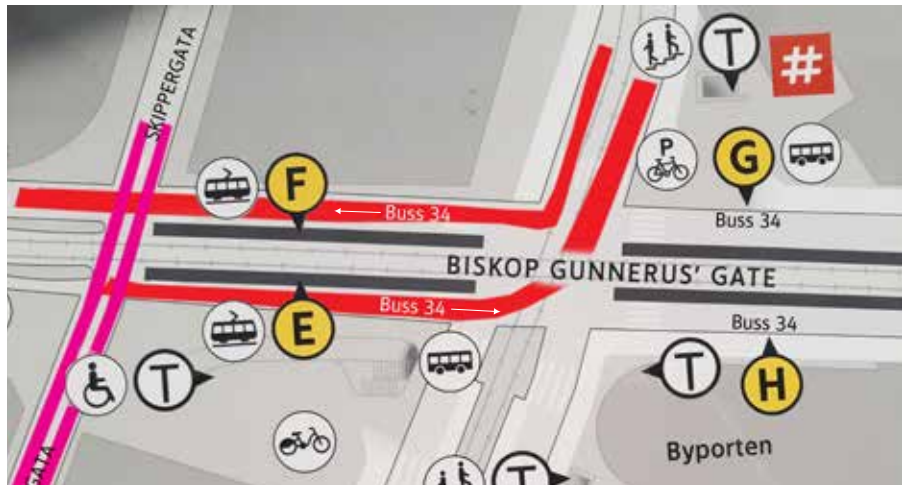 SKIPPERGATA
T
#
F
P
G
Buss 34
Buss 34
BISKOP GUNNERUS' GATE
Buss 34
E
Buss 34
T
T
H
Byporten
GATA
T